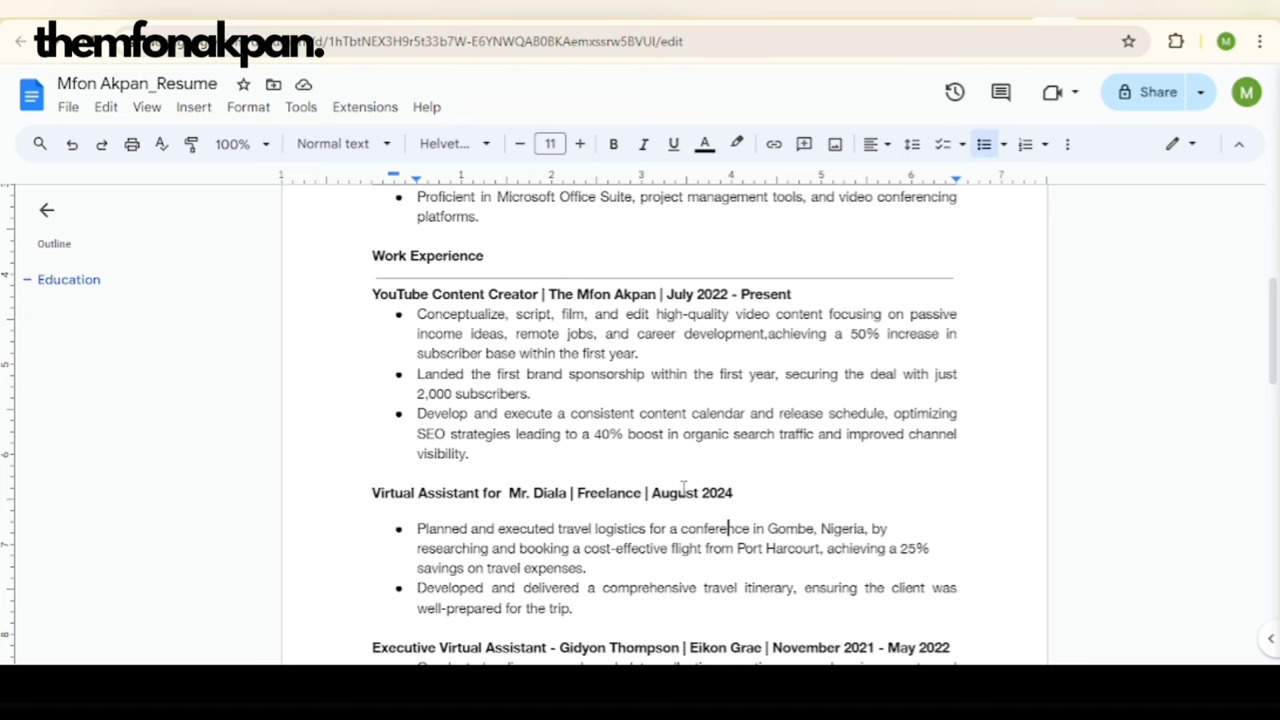 themfonakpan.
d/1hTbtNEX3H9r5t33b7W-E6YNWQAB0BKAemxssrw5BVUI/edit
M
Mfon Akpan_Resume
File Edit View Insert Format Tools Extensions Help
Share
M
100% Normal text Helvet... 11 B I U A
1 1 2 3 4 5 6 7
Outline
Education
Proficient in Microsoft Office Suite, project management tools, and video conferencing
platforms.
Work Experience
YouTube Content Creator | The Mfon Akpan | July 2022 - Present
● Conceptualize, script, film, and edit high-quality video content focusing on passive
income ideas, remote jobs, and career development,achieving a 50% increase in
subscriber base within the first year.
● Landed the first brand sponsorship within the first year, securing the deal with just
2,000 subscribers.
● Develop and execute a consistent content calendar and release schedule, optimizing
SEO strategies leading to a 40% boost in organic search traffic and improved channel
visibility.
Virtual Assistant for Mr. Diala | Freelance | August 2024
● Planned and executed travel logistics for a conference in Gombe, Nigeria, by
researching and booking a cost-effective flight from Port Harcourt, achieving a 25%
savings on travel expenses.
● Developed and delivered a comprehensive travel itinerary, ensuring the client was
well-prepared for the trip.
Executive Virtual Assistant - Gidyon Thompson | Eikon Grae | November 2021 - May 2022